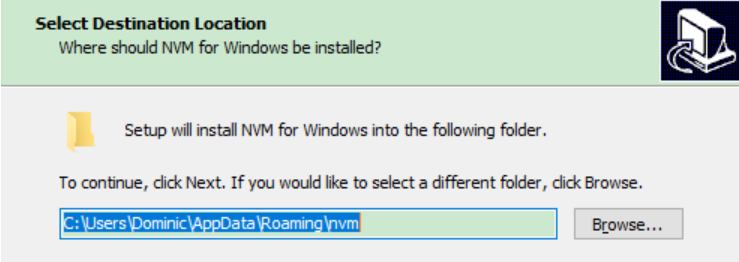 Select Destination Location
Where should NVM for Windows be installed?
Setup will install NVM for Windows into the following folder.
To continue, click Next. If you would like to select a different folder, click Browse.
C:\Users\Dominic\AppData\Roaming\nvm
Browse...